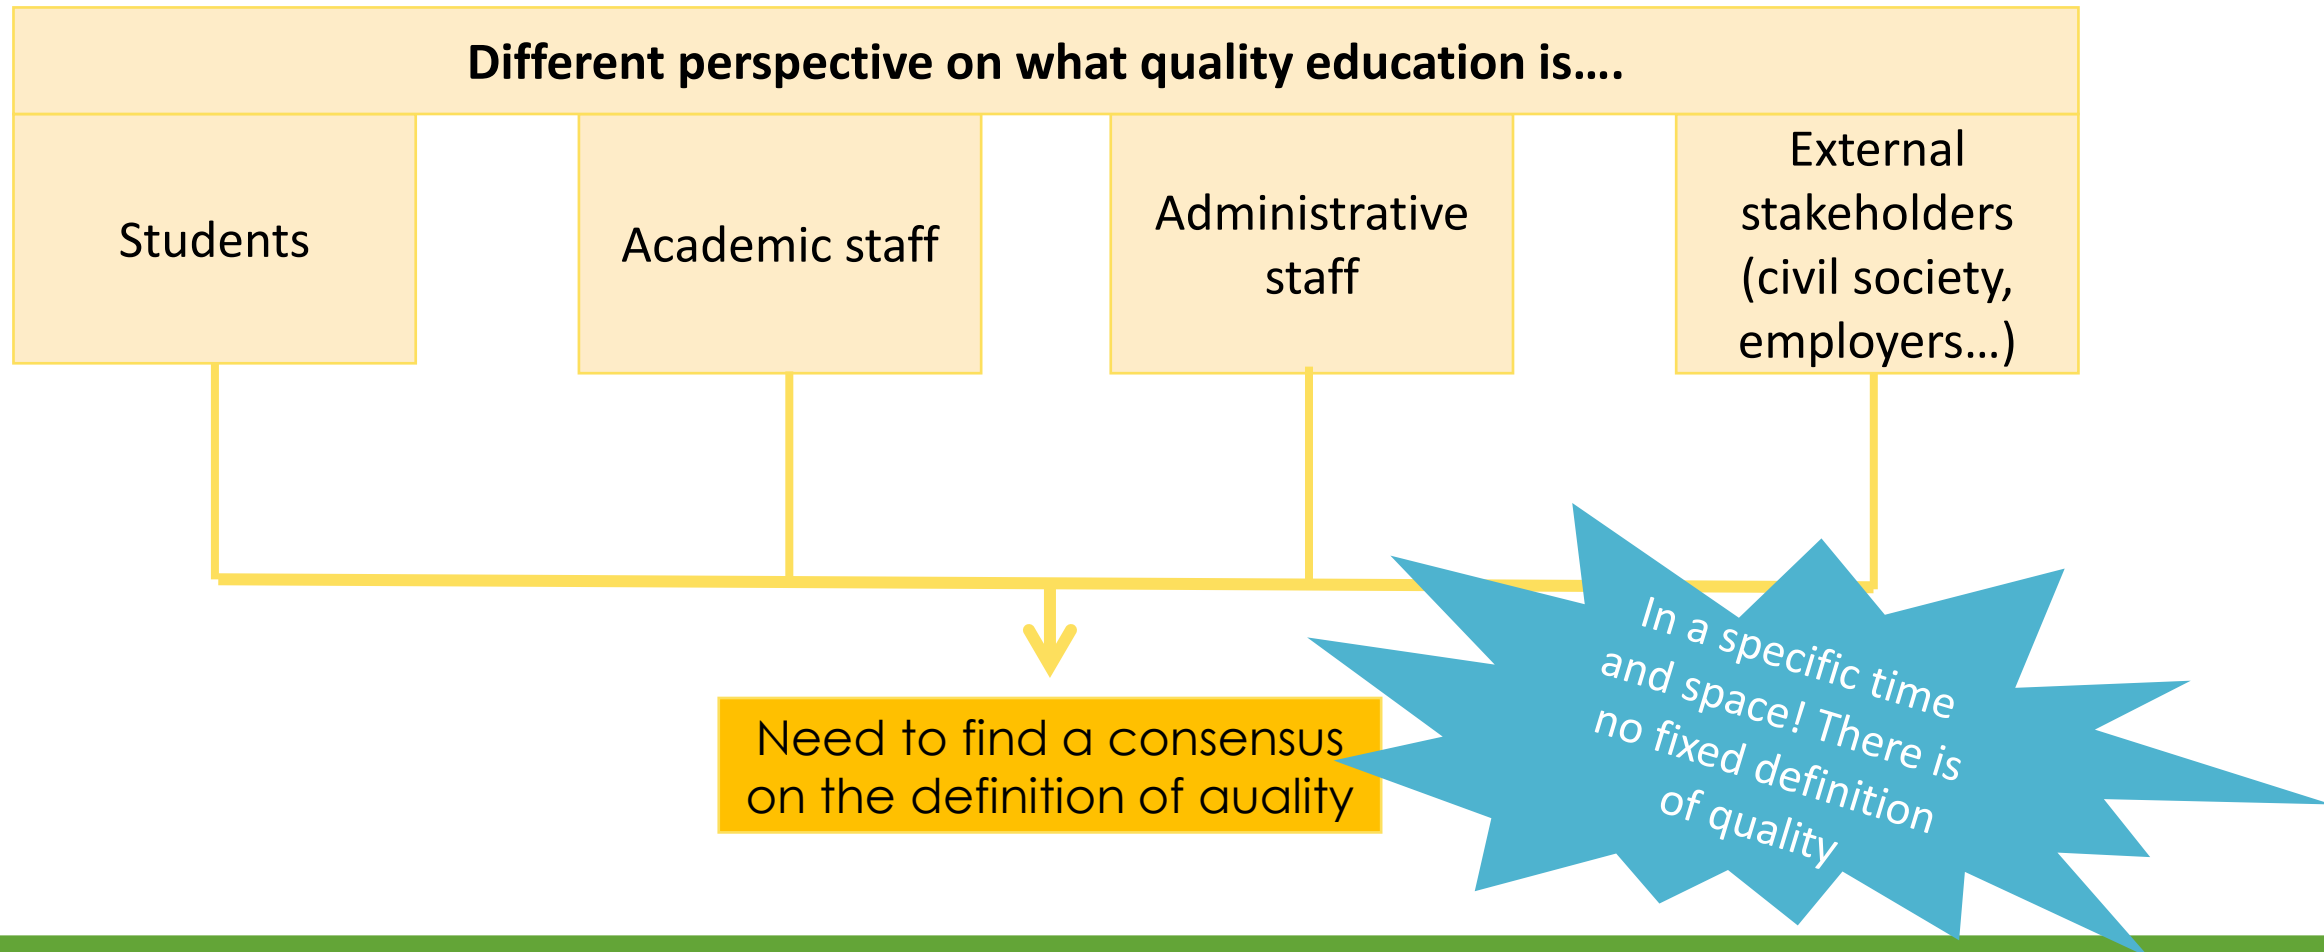 Different perspective on what quality education is….
Students
Academic staff
Administrative
staff
External
stakeholders
(civil society,
employers…)
Need to find a consensus
on the definition of auality
In a specific time
and space! There is
no fixed definition
of quality